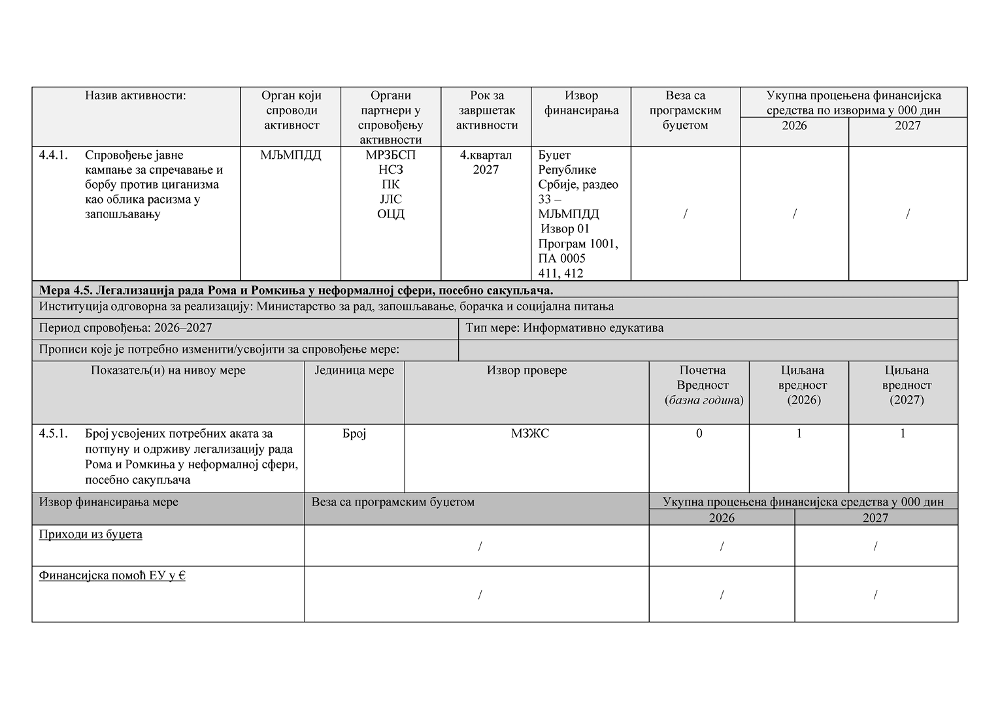 Назив активности:
Орган који
спроводи
активност
Органи
партнери у
спровођењу
активности
Рок за
завршетак
активности
Извор
финансирања
Веза са
програмским
буџетом
Укупна процењена финансијска
средства по изворима у 000 дин
2026
2027
4.4.1. Спровођење јавне
кампање за спречавање и
борбу против циганизма
као облика расизма у
запошљавању
МЉМПДД
МРЗБСП
НСЗ
ПК
ЈЛС
ОЦД
4.квартал
2027
Буџет
Републике
Србије, раздео
33 –
МЉМПДД
Извор 01
Програм 1001,
ПА 0005
411, 412
/
/
/
Мера 4.5. Легализација рада Рома и Ромкиња у неформалној сфери, посебно сакупљача.
Институција одговорна за реализацију: Министарство за рад, запошљавање, борачка и социјална питања
Период спровођења: 2026–2027
Тип мере: Информативно едукатива
Прописи које је потребно изменити/усвојити за спровођење мере:
Показатељ(и) на нивоу мере
Јединица мере
Извор провере
Почетна
Вредност
(базна година)
Циљана
вредност
(2026)
Циљана
вредност
(2027)
4.5.1. Број усвојених потребних аката за
потпуну и одрживу легализацију рада
Рома и Ромкиња у неформалној сфери,
посебно сакупљача
Број
МЗЖС
0
1
1
Извор финансирања мере
Веза са програмским буџетом
Укупна процењена финансијска средства у 000 дин
2026
2027
Приходи из буџета
/
/
/
Финансијска помоћ ЕУ у €
/
/
/